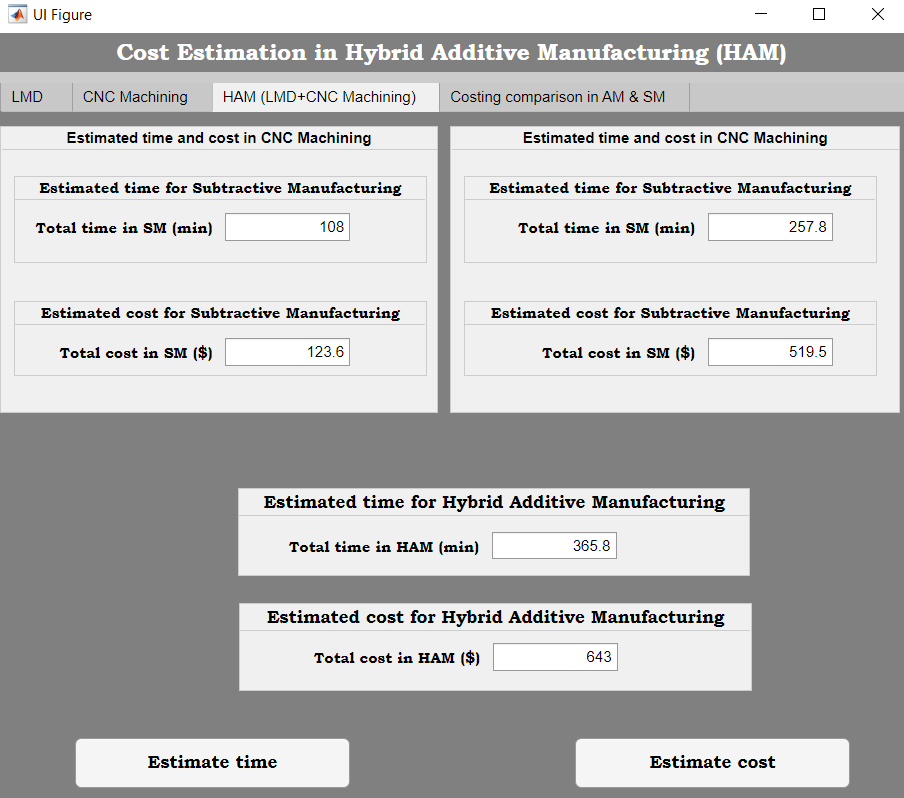 UI Figure
Cost Estimation in Hybrid Additive Manufacturing (HAM)
LMD
CNC Machining
HAM (LMD+CNC Machining)
Costing comparison in AM & SM
Estimated time and cost in CNC Machining
Estimated time for Subtractive Manufacturing
Total time in SM (min) 108
Estimated cost for Subtractive Manufacturing
Total cost in SM ($) 123.6
Estimated time and cost in CNC Machining
Estimated time for Subtractive Manufacturing
Total time in SM (min) 257.8
Estimated cost for Subtractive Manufacturing
Total cost in SM ($) 519.5
Estimated time for Hybrid Additive Manufacturing
Total time in HAM (min) 365.8
Estimated cost for Hybrid Additive Manufacturing
Total cost in HAM ($) 643
Estimate time
Estimate cost